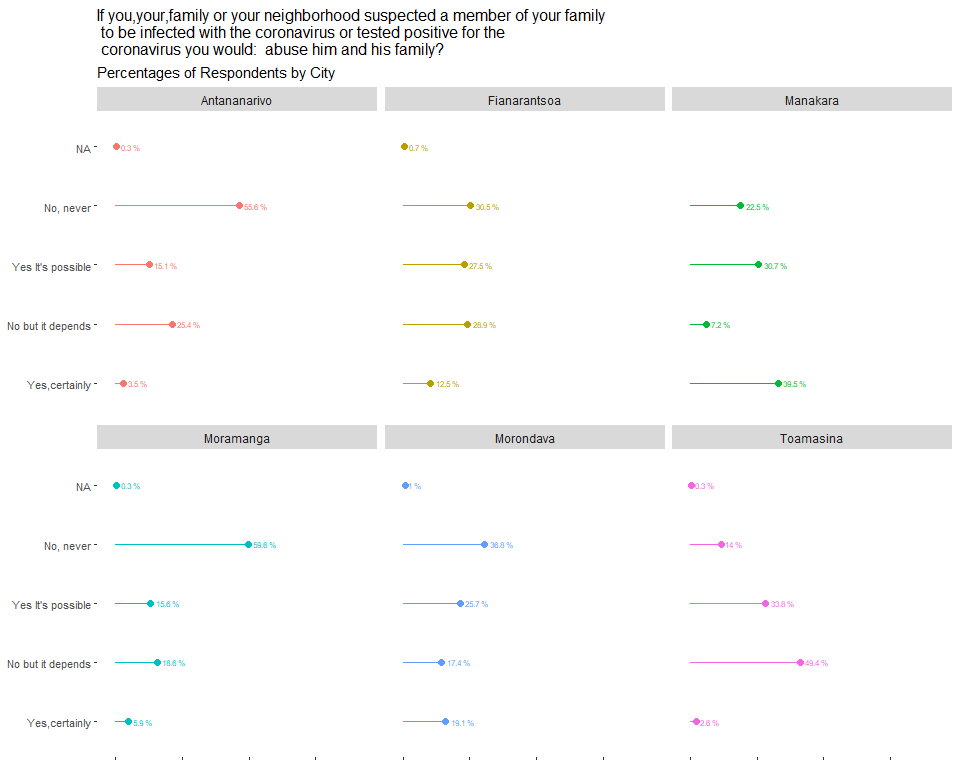 If you,your,family or your neighborhood suspected a member of your family
to be infected with the coronavirus or tested positive for the
coronavirus you would:  abuse him and his family?
Percentages of Respondents by City
Antananarivo
Fianarantsoa
Manakara
NA
0.3 %
0.7 %
No, never
55.6 %
30.5 %
22.5 %
Yes It's possible
15.1 %
27.5 %
30.7 %
No but it depends
25.4 %
28.9 %
7.2 %
Yes,certainly
3.5 %
12.5 %
39.5 %
Moramanga
Morondava
Toamasina
NA
0.3 %
1 %
0.3 %
No, never
59.6 %
36.8 %
14 %
Yes It's possible
15.6 %
25.7 %
33.8 %
No but it depends
18.6 %
17.4 %
49.4 %
Yes,certainly
5.9 %
19.1 %
2.6 %